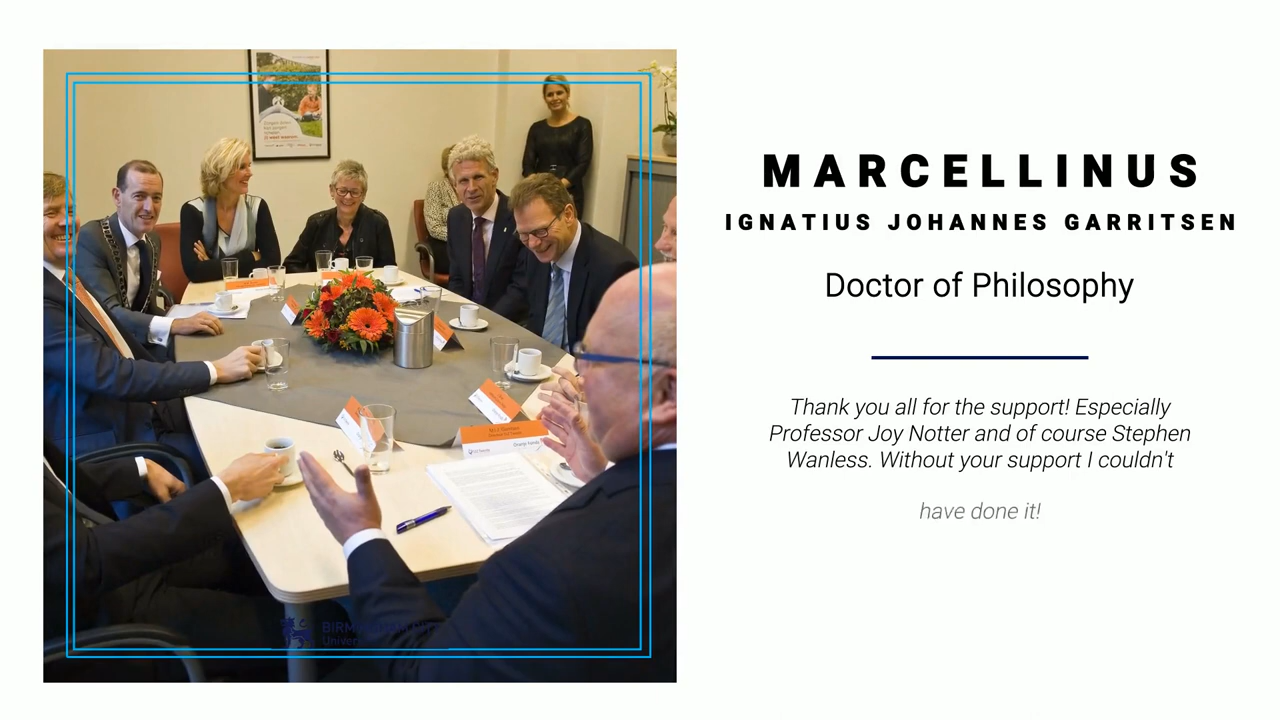 MARCELLINUS
IGNATIUS JOHANNES GARRITSEN
Doctor of Philosophy
Thank you all for the support! Especially
Professor Joy Notter and of course Stephen
Wanless. Without your support I couldn't
have done it!